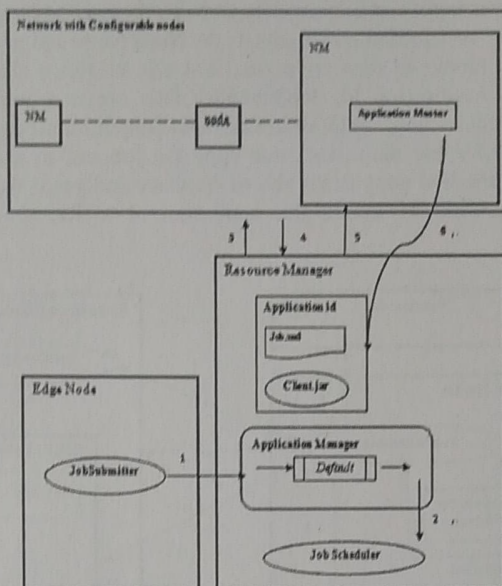 Network with Configurable nodes
NM
NM
node
Application Master
3
4
5
6
Resource Manager
Application id
Job.xml
Client.jar
Edge Node
Application Manager
JobSubmitter
1
Default
2
Job Scheduler